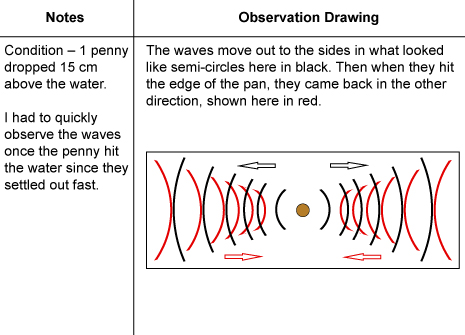 Notes
Observation Drawing
Condition – 1 penny
dropped 15 cm
above the water.
I had to quickly
observe the waves
once the penny hit
the water since they
settled out fast.
The waves move out to the sides in what looked
like semi-circles here in black. Then when they hit
the edge of the pan, they came back in the other
direction, shown here in red.